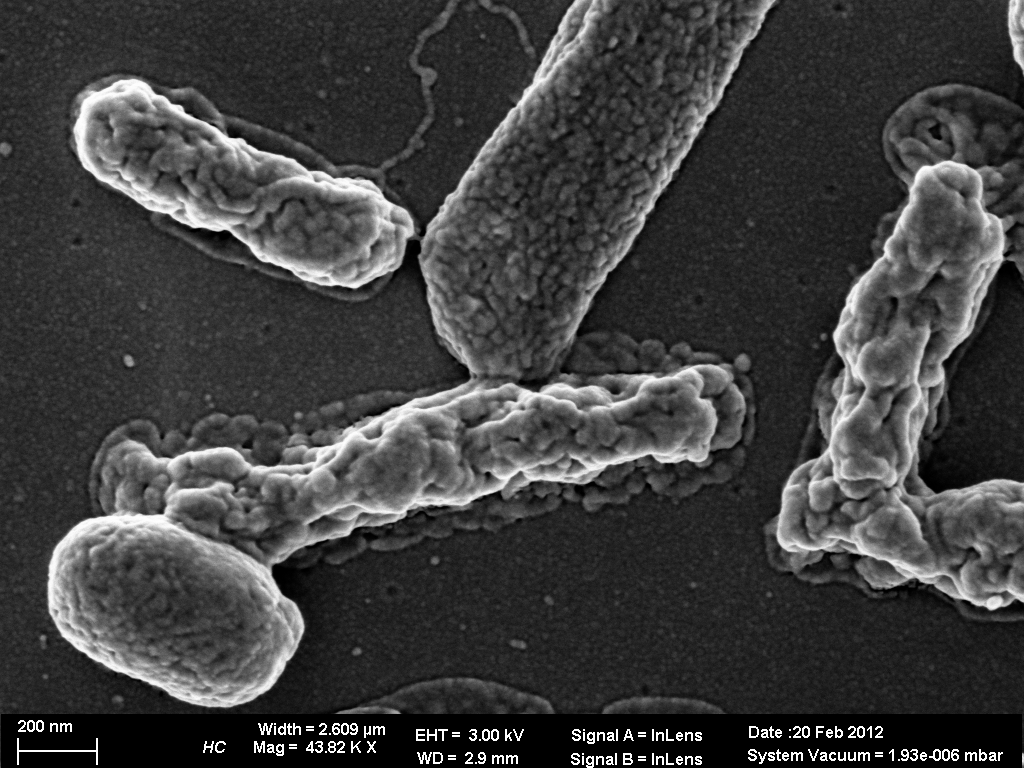 200 nm
HC
Width = 2.609 µm
Mag = 43.82 K X
EHT = 3.00 kV
WD = 2.9 mm
Signal A = InLens
Signal B = InLens
Date :20 Feb 2012
System Vacuum = 1.93e-006 mbar